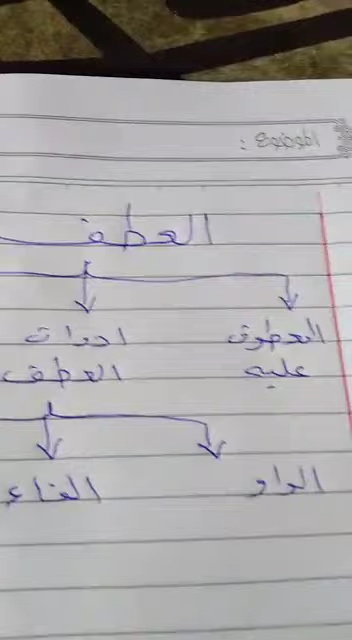 الموضوع :
العطف
المعطوف ادوات
عليه العطف
الواو الفاء